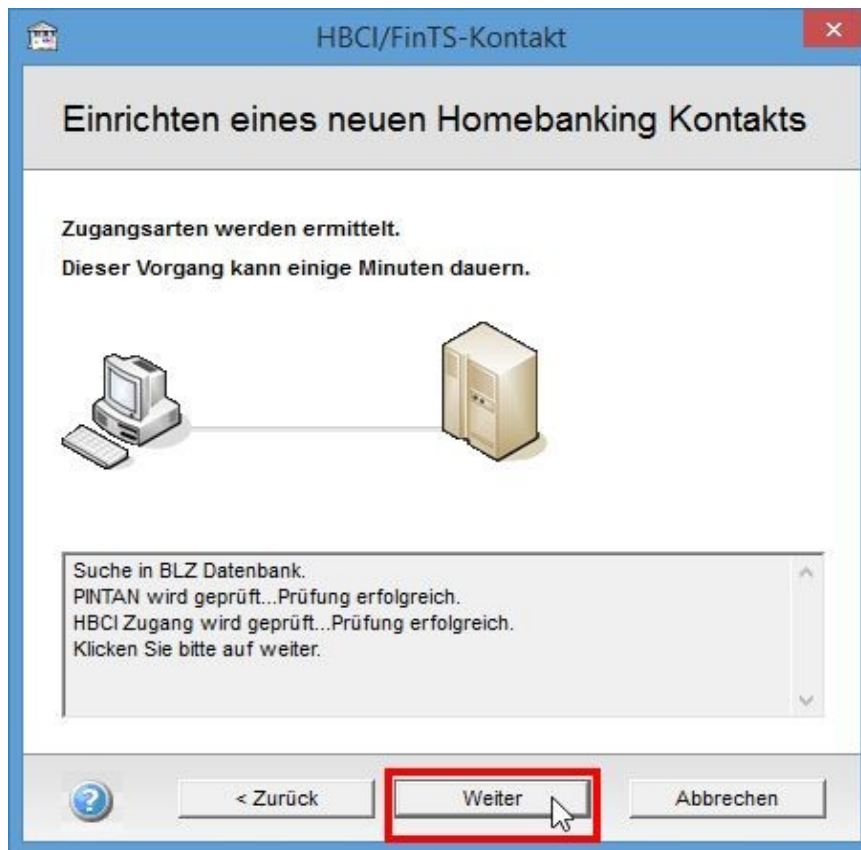 HBCI/FinTS-Kontakt
Einrichten eines neuen Homebanking Kontakts
Zugangsarten werden ermittelt.
Dieser Vorgang kann einige Minuten dauern.
Suche in BLZ Datenbank.
PINTAN wird geprüft...Prüfung erfolgreich.
HBCI Zugang wird geprüft...Prüfung erfolgreich.
Klicken Sie bitte auf weiter.
< Zurück
Weiter
Abbrechen